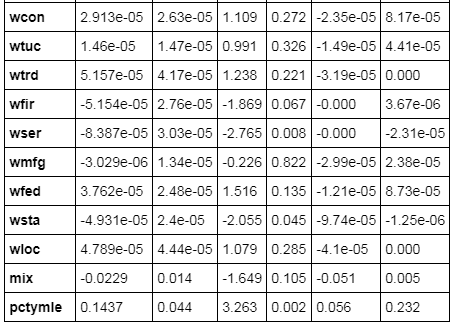 wcon 2.913e-05 2.63e-05 1.109 0.272 -2.35e-05 8.17e-05
wtuc 1.46e-05 1.47e-05 0.991 0.326 -1.49e-05 4.41e-05
wtrd 5.157e-05 4.17e-05 1.238 0.221 -3.19e-05 0.000
wfir -5.154e-05 2.76e-05 -1.869 0.067 -0.000 3.67e-06
wser -8.387e-05 3.03e-05 -2.765 0.008 -0.000 -2.31e-05
wmfg -3.029e-06 1.34e-05 -0.226 0.822 -2.99e-05 2.38e-05
wfed 3.762e-05 2.48e-05 1.516 0.135 -1.21e-05 8.73e-05
wsta -4.931e-05 2.4e-05 -2.055 0.045 -9.74e-05 -1.25e-06
wloc 4.789e-05 4.44e-05 1.079 0.285 -4.1e-05 0.000
mix -0.0229 0.014 -1.649 0.105 -0.051 0.005
pctymle 0.1437 0.044 3.263 0.002 0.056 0.232